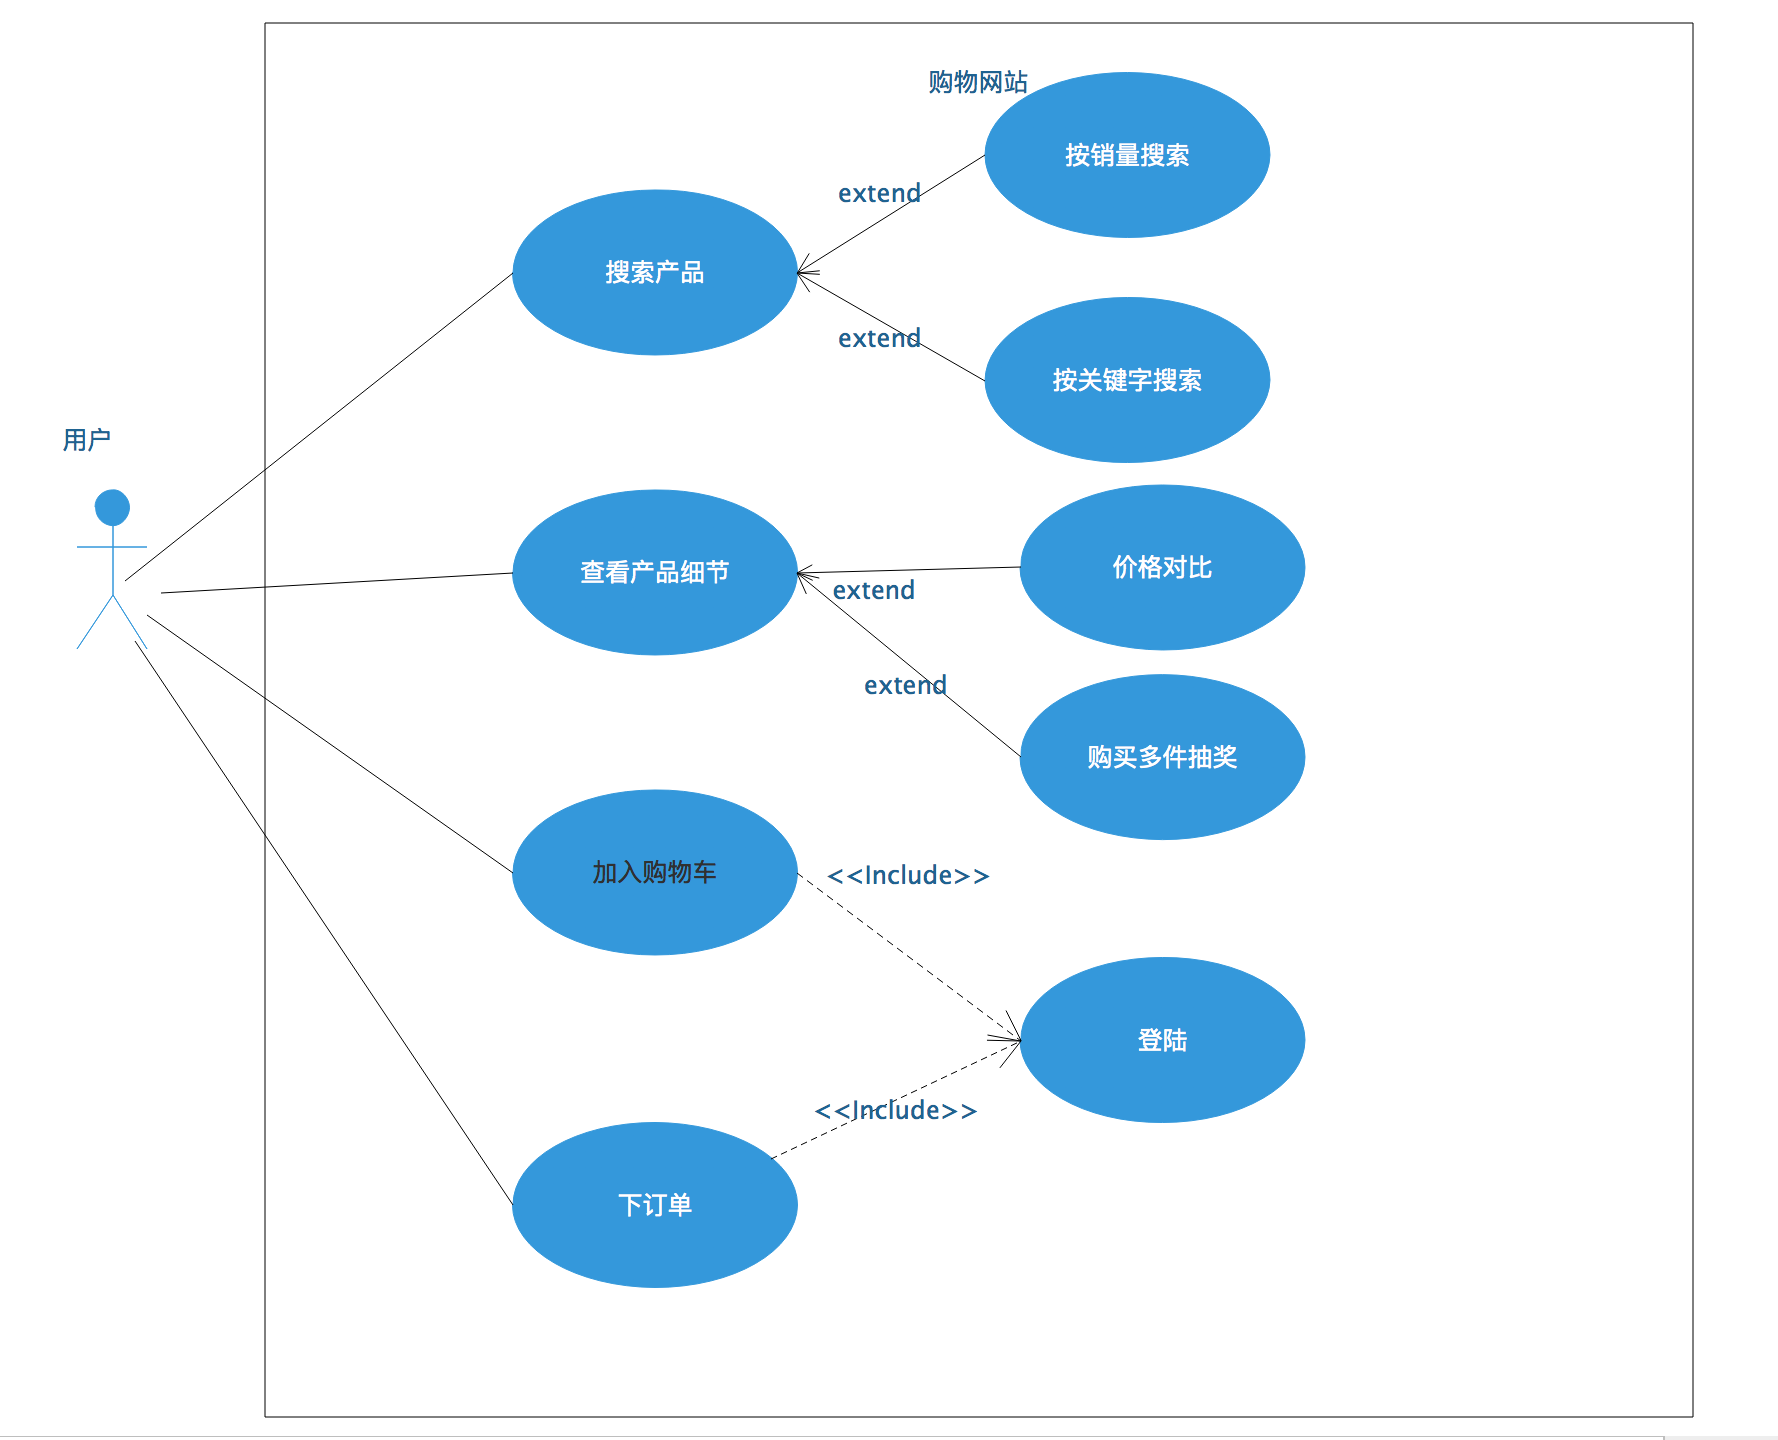 购物网站
按销量搜索
extend
搜索产品
extend
按关键字搜索
用户
查看产品细节
价格对比
extend
extend
购买多件抽奖
加入购物车
<<Include>>
登陆
<<Include>>
下订单